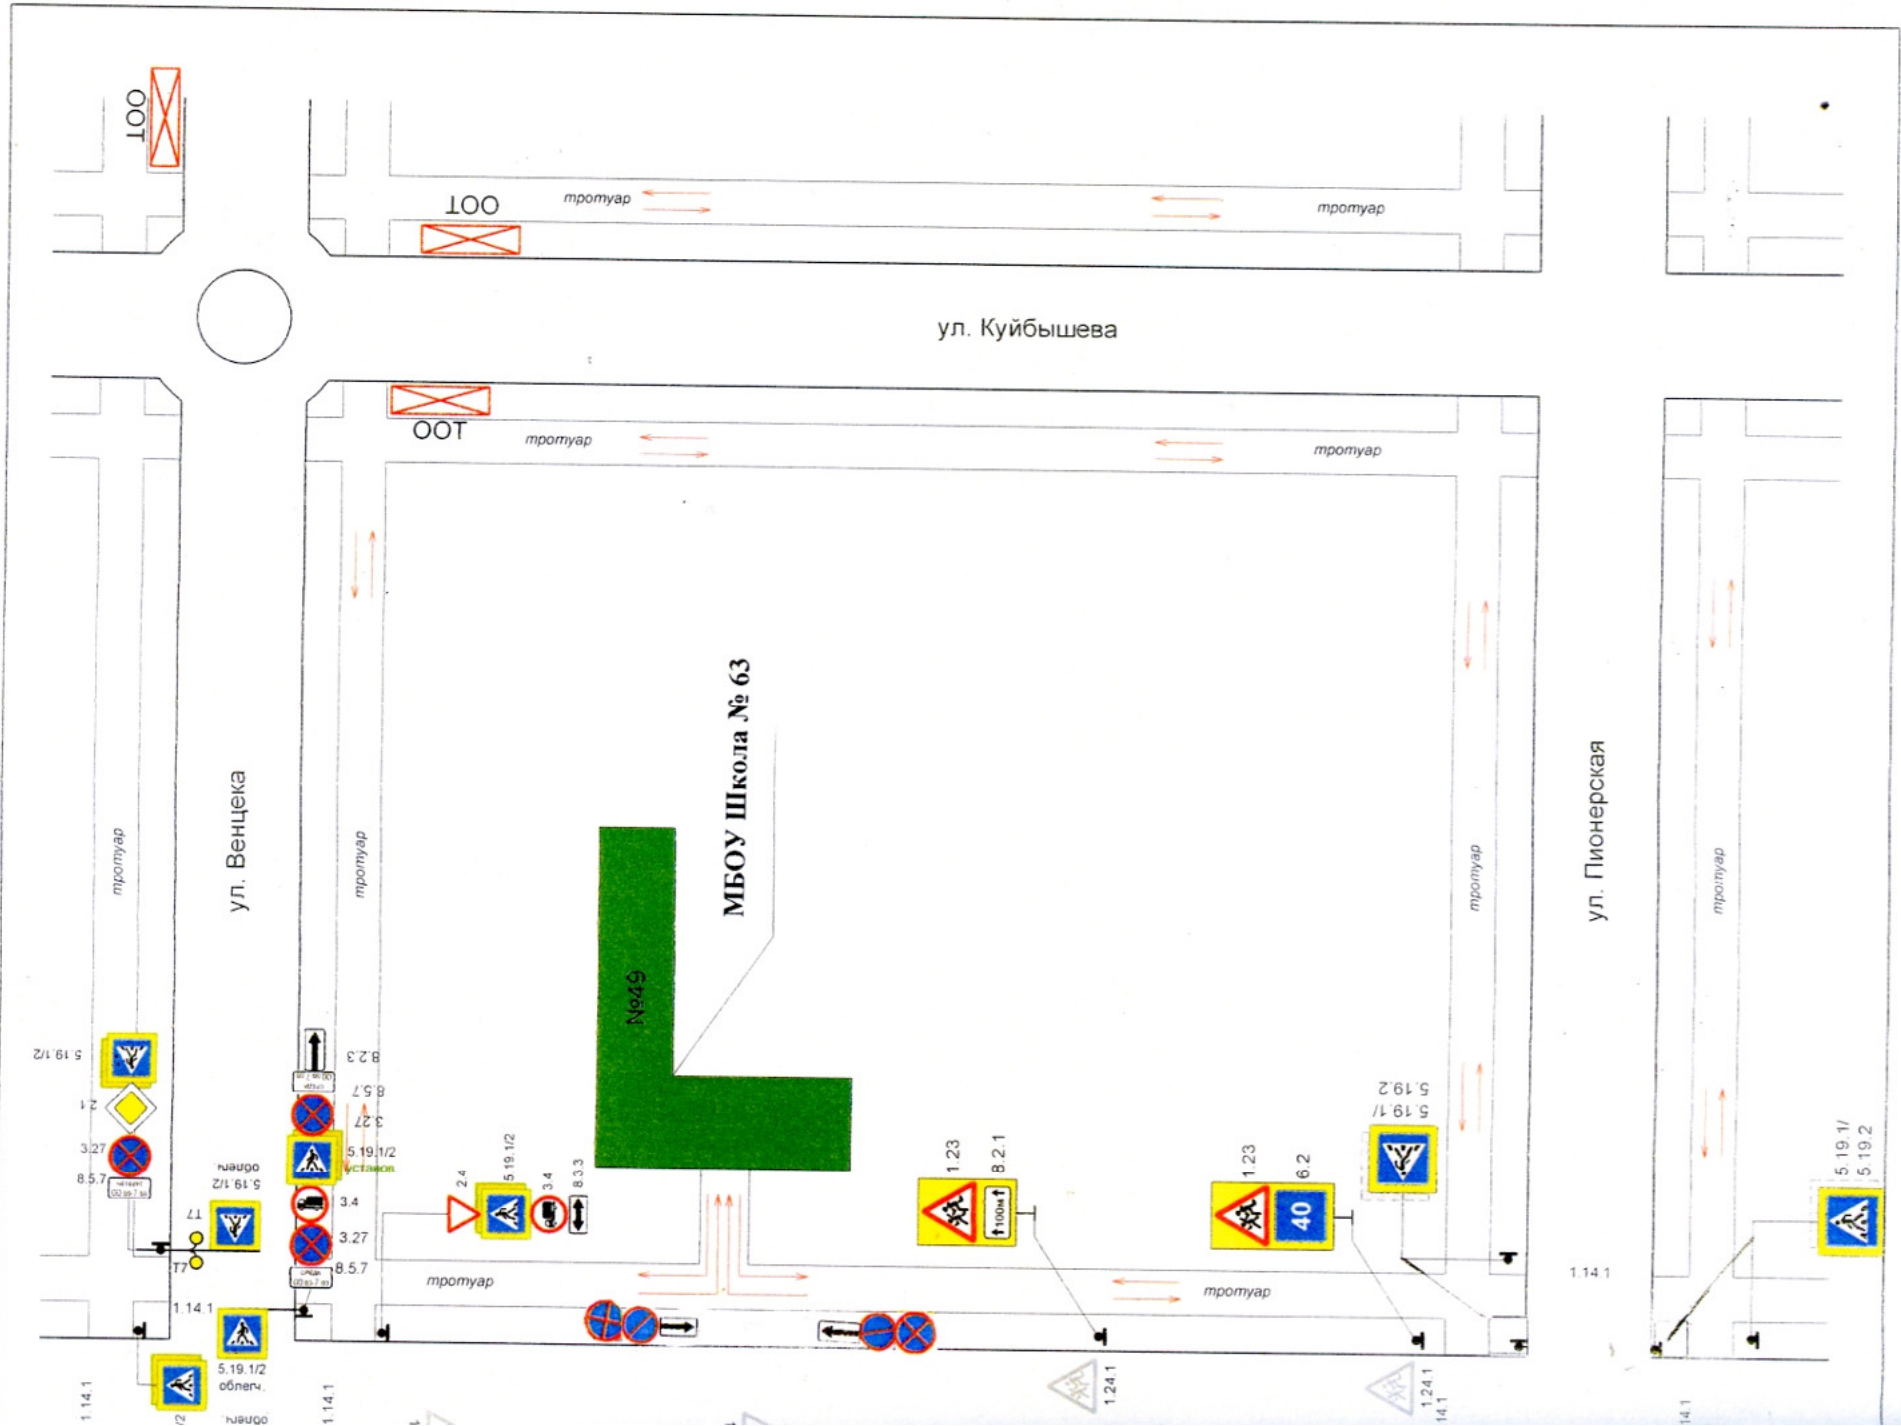 ООТ
ООТ
тротуар
тротуар
ул. Куйбышева
ООТ
тротуар
тротуар
МБОУ Школа № 63
№49
ул. Венцека
тротуар
тротуар
ул. Пионерская
тротуар
тротуар
5.19.1/2
2.1
3.27
8.5.7
8.2.3
8.5.7
3.27
5.19.1/2
установ.
3.4
3.27
8.5.7
5.19.1/2
Т7
Т7
1.14.1
5.19.1/2
2.4
5.19.1/2
3.4
8.3.3
1.23
8.2.1
100м
1.23
6.2
40
5.19.1/
5.19.2
5.19.1/
5.19.2
1.14.1
тротуар
тротуар
1.14.1
1.14.1
1.24.1
1.24.1
14.1
14.1